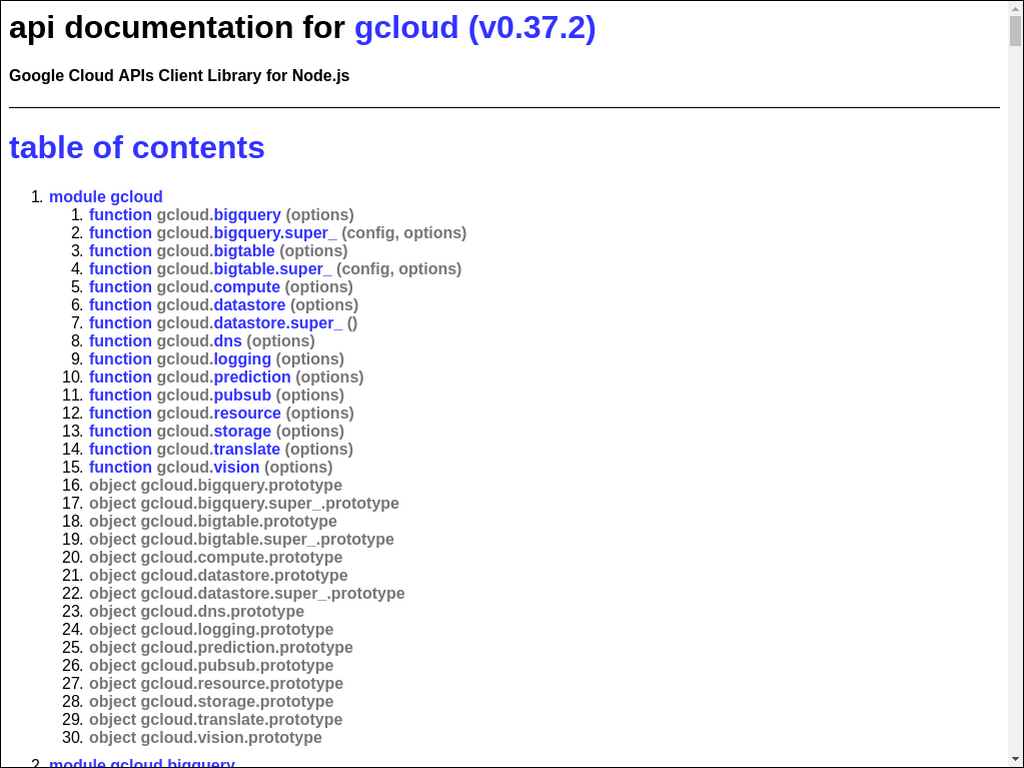 api documentation for gcloud (v0.37.2)
Google Cloud APIs Client Library for Node.js
table of contents
1. module gcloud
1. function gcloud.bigquery (options)
2. function gcloud.bigquery.super_ (config, options)
3. function gcloud.bigtable (options)
4. function gcloud.bigtable.super_ (config, options)
5. function gcloud.compute (options)
6. function gcloud.datastore (options)
7. function gcloud.datastore.super_ ()
8. function gcloud.dns (options)
9. function gcloud.logging (options)
10. function gcloud.prediction (options)
11. function gcloud.pubsub (options)
12. function gcloud.resource (options)
13. function gcloud.storage (options)
14. function gcloud.translate (options)
15. function gcloud.vision (options)
16. object gcloud.bigquery.prototype
17. object gcloud.bigquery.super_.prototype
18. object gcloud.bigtable.prototype
19. object gcloud.bigtable.super_.prototype
20. object gcloud.compute.prototype
21. object gcloud.datastore.prototype
22. object gcloud.datastore.super_.prototype
23. object gcloud.dns.prototype
24. object gcloud.logging.prototype
25. object gcloud.prediction.prototype
26. object gcloud.pubsub.prototype
27. object gcloud.resource.prototype
28. object gcloud.storage.prototype
29. object gcloud.translate.prototype
30. object gcloud.vision.prototype
2. module gcloud.bigquery